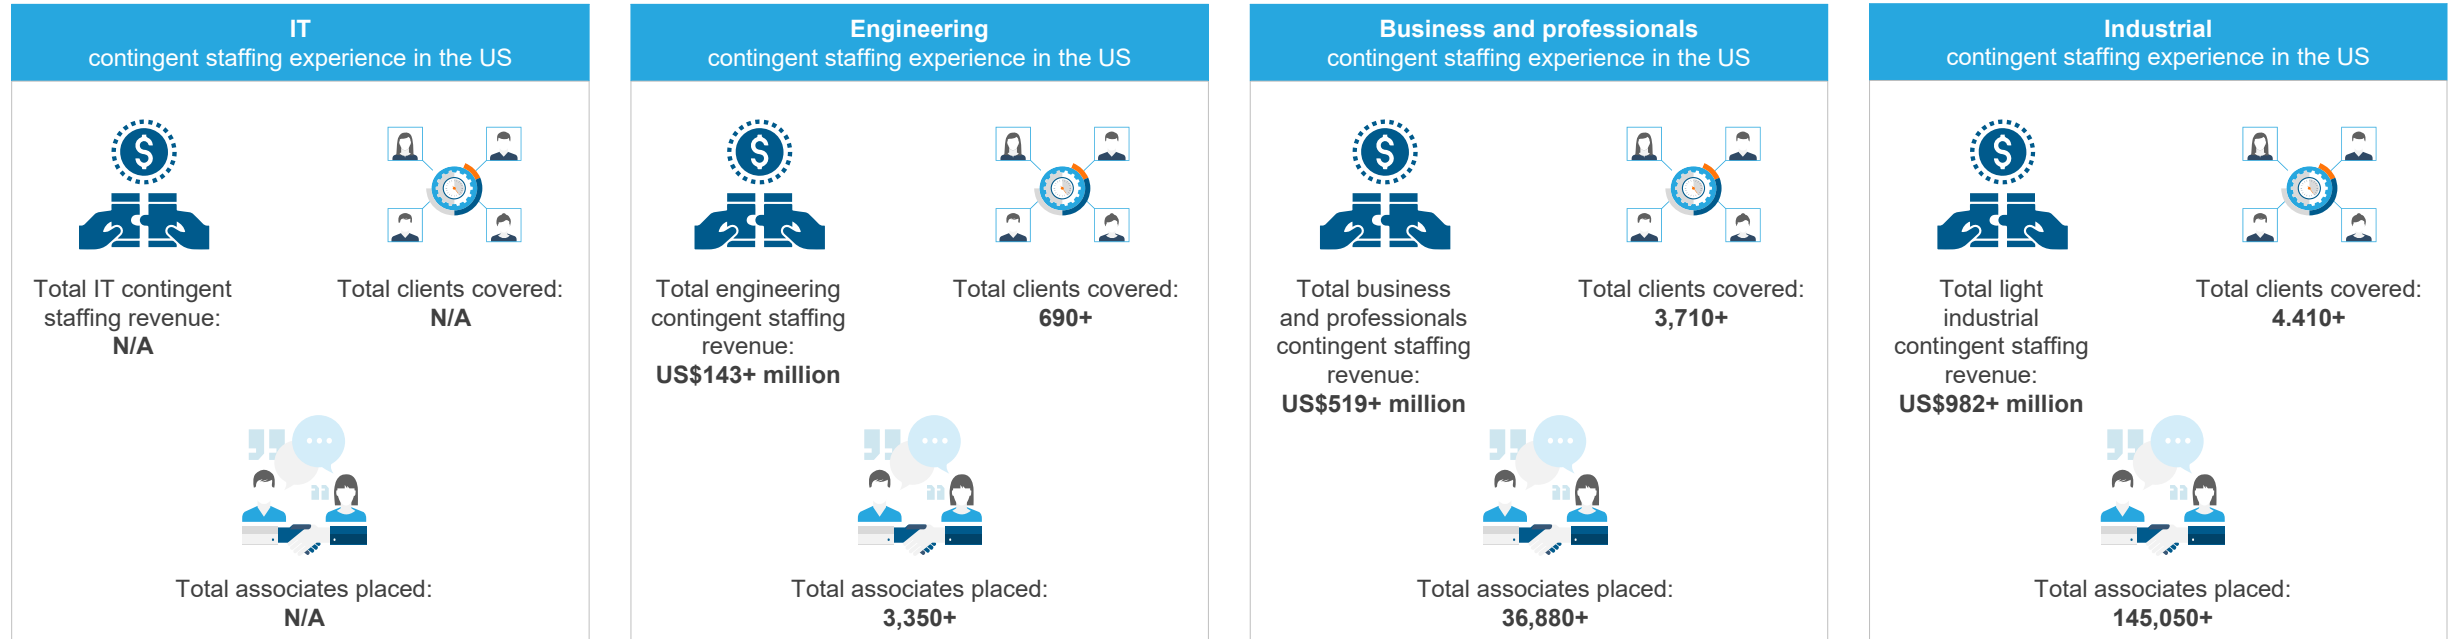 IT
contingent staffing experience in the US
Total IT contingent
staffing revenue:
N/A
Total clients covered:
N/A
Total associates placed:
N/A
Engineering
contingent staffing experience in the US
Total engineering
contingent staffing
revenue:
US$143+ million
Total clients covered:
690+
Total associates placed:
3,350+
Business and professionals
contingent staffing experience in the US
Total business
and professionals
contingent staffing
revenue:
US$519+ million
Total clients covered:
3,710+
Total associates placed:
36,880+
Industrial
contingent staffing experience in the US
Total light
industrial
contingent staffing
revenue:
US$982+ million
Total clients covered:
4.410+
Total associates placed:
145,050+